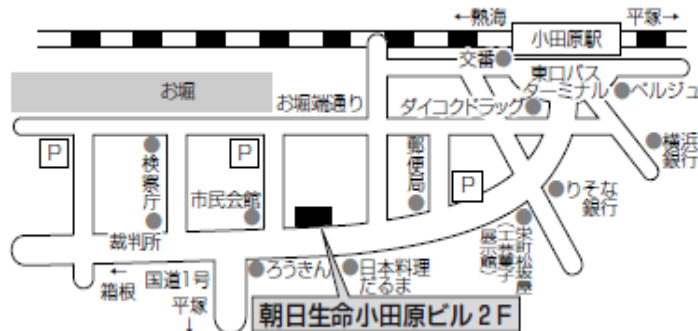 ←熱海
平塚→
小田原駅
交番
東口バス
ターミナル
ベルジュ
お堀
お堀端通り
ダイコクドラッグ
P
検察庁
P
市民会館
郵便局
P
横浜
銀行
りそな
銀行
裁判所
栄町松坂屋
(工芸菓子
展示館)
←
箱根
国道1号
平塚
↓
ろうきん
日本料理
だるま
朝日生命小田原ビル2F